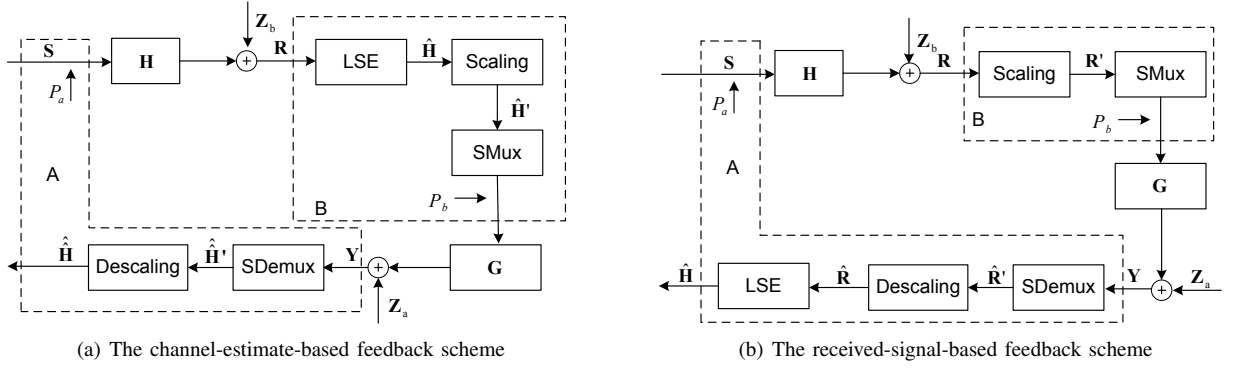 Z_b
S
H
R
LSE
Ĥ
Scaling
P_a
Ĥ'
SMux
A
B
P_b
Ĥ̂
Descaling
Ĥ̂'
SDemux
Y
G
Z_a
(a) The channel-estimate-based feedback scheme
Z_b
S
H
R
Scaling
R'
SMux
P_a
B
P_b
A
G
Ĥ
LSE
R̂
Descaling
R̂'
SDemux
Y
Z_a
(b) The received-signal-based feedback scheme